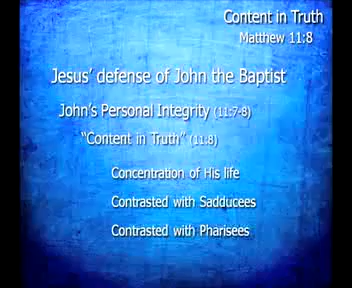 Content in Truth
Matthew 11:8
Jesus' defense of John the Baptist
John's Personal Integrity (11:7-8)
“Content in Truth” (11:8)
Concentration of His life
Contrasted with Sadducees
Contrasted with Pharisees